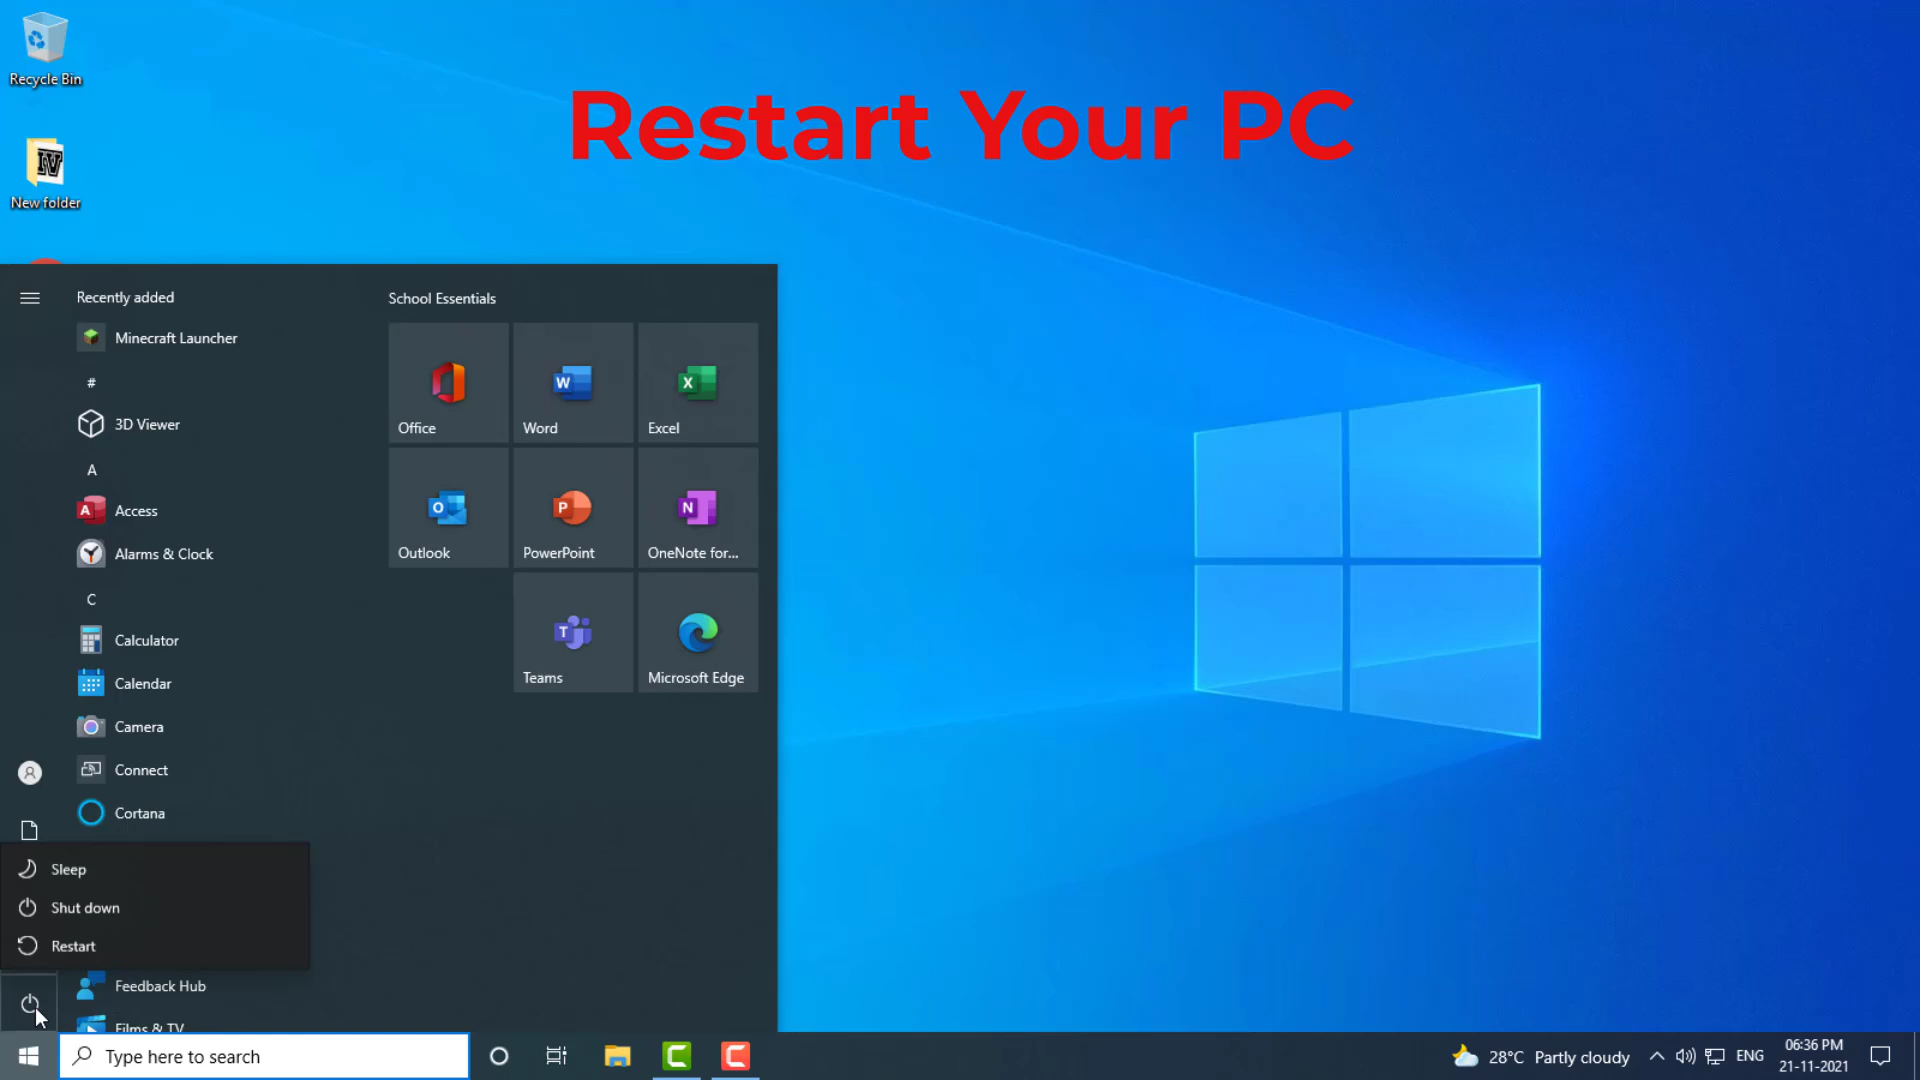 Recycle Bin
Restart Your PC
New folder
Recently added
School Essentials
Minecraft Launcher
#
3D Viewer
Office
Word
Excel
A
Access
Alarms & Clock
Outlook
PowerPoint
OneNote for...
C
Calculator
Calendar
Teams
Microsoft Edge
Camera
Connect
Cortana
Sleep
Shut down
Restart
Feedback Hub
Films & TV
Type here to search
28°C Partly cloudy
ENG
06:36 PM
21-11-2021